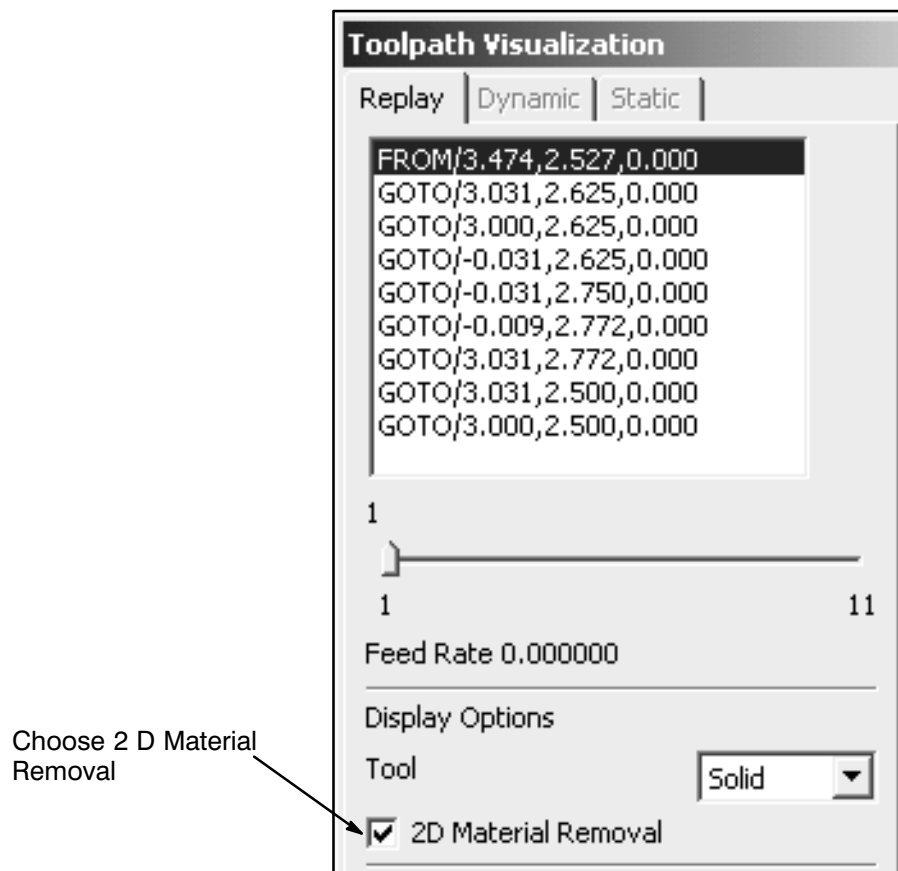 Toolpath Visualization
Replay Dynamic Static
FROM/3.474,2.527,0.000
GOTO/3.031,2.625,0.000
GOTO/3.000,2.625,0.000
GOTO/-0.031,2.625,0.000
GOTO/-0.031,2.750,0.000
GOTO/-0.009,2.772,0.000
GOTO/3.031,2.772,0.000
GOTO/3.031,2.500,0.000
GOTO/3.000,2.500,0.000
1
1 11
Feed Rate 0.000000
Display Options
Tool Solid
Choose 2 D Material
Removal
2D Material Removal